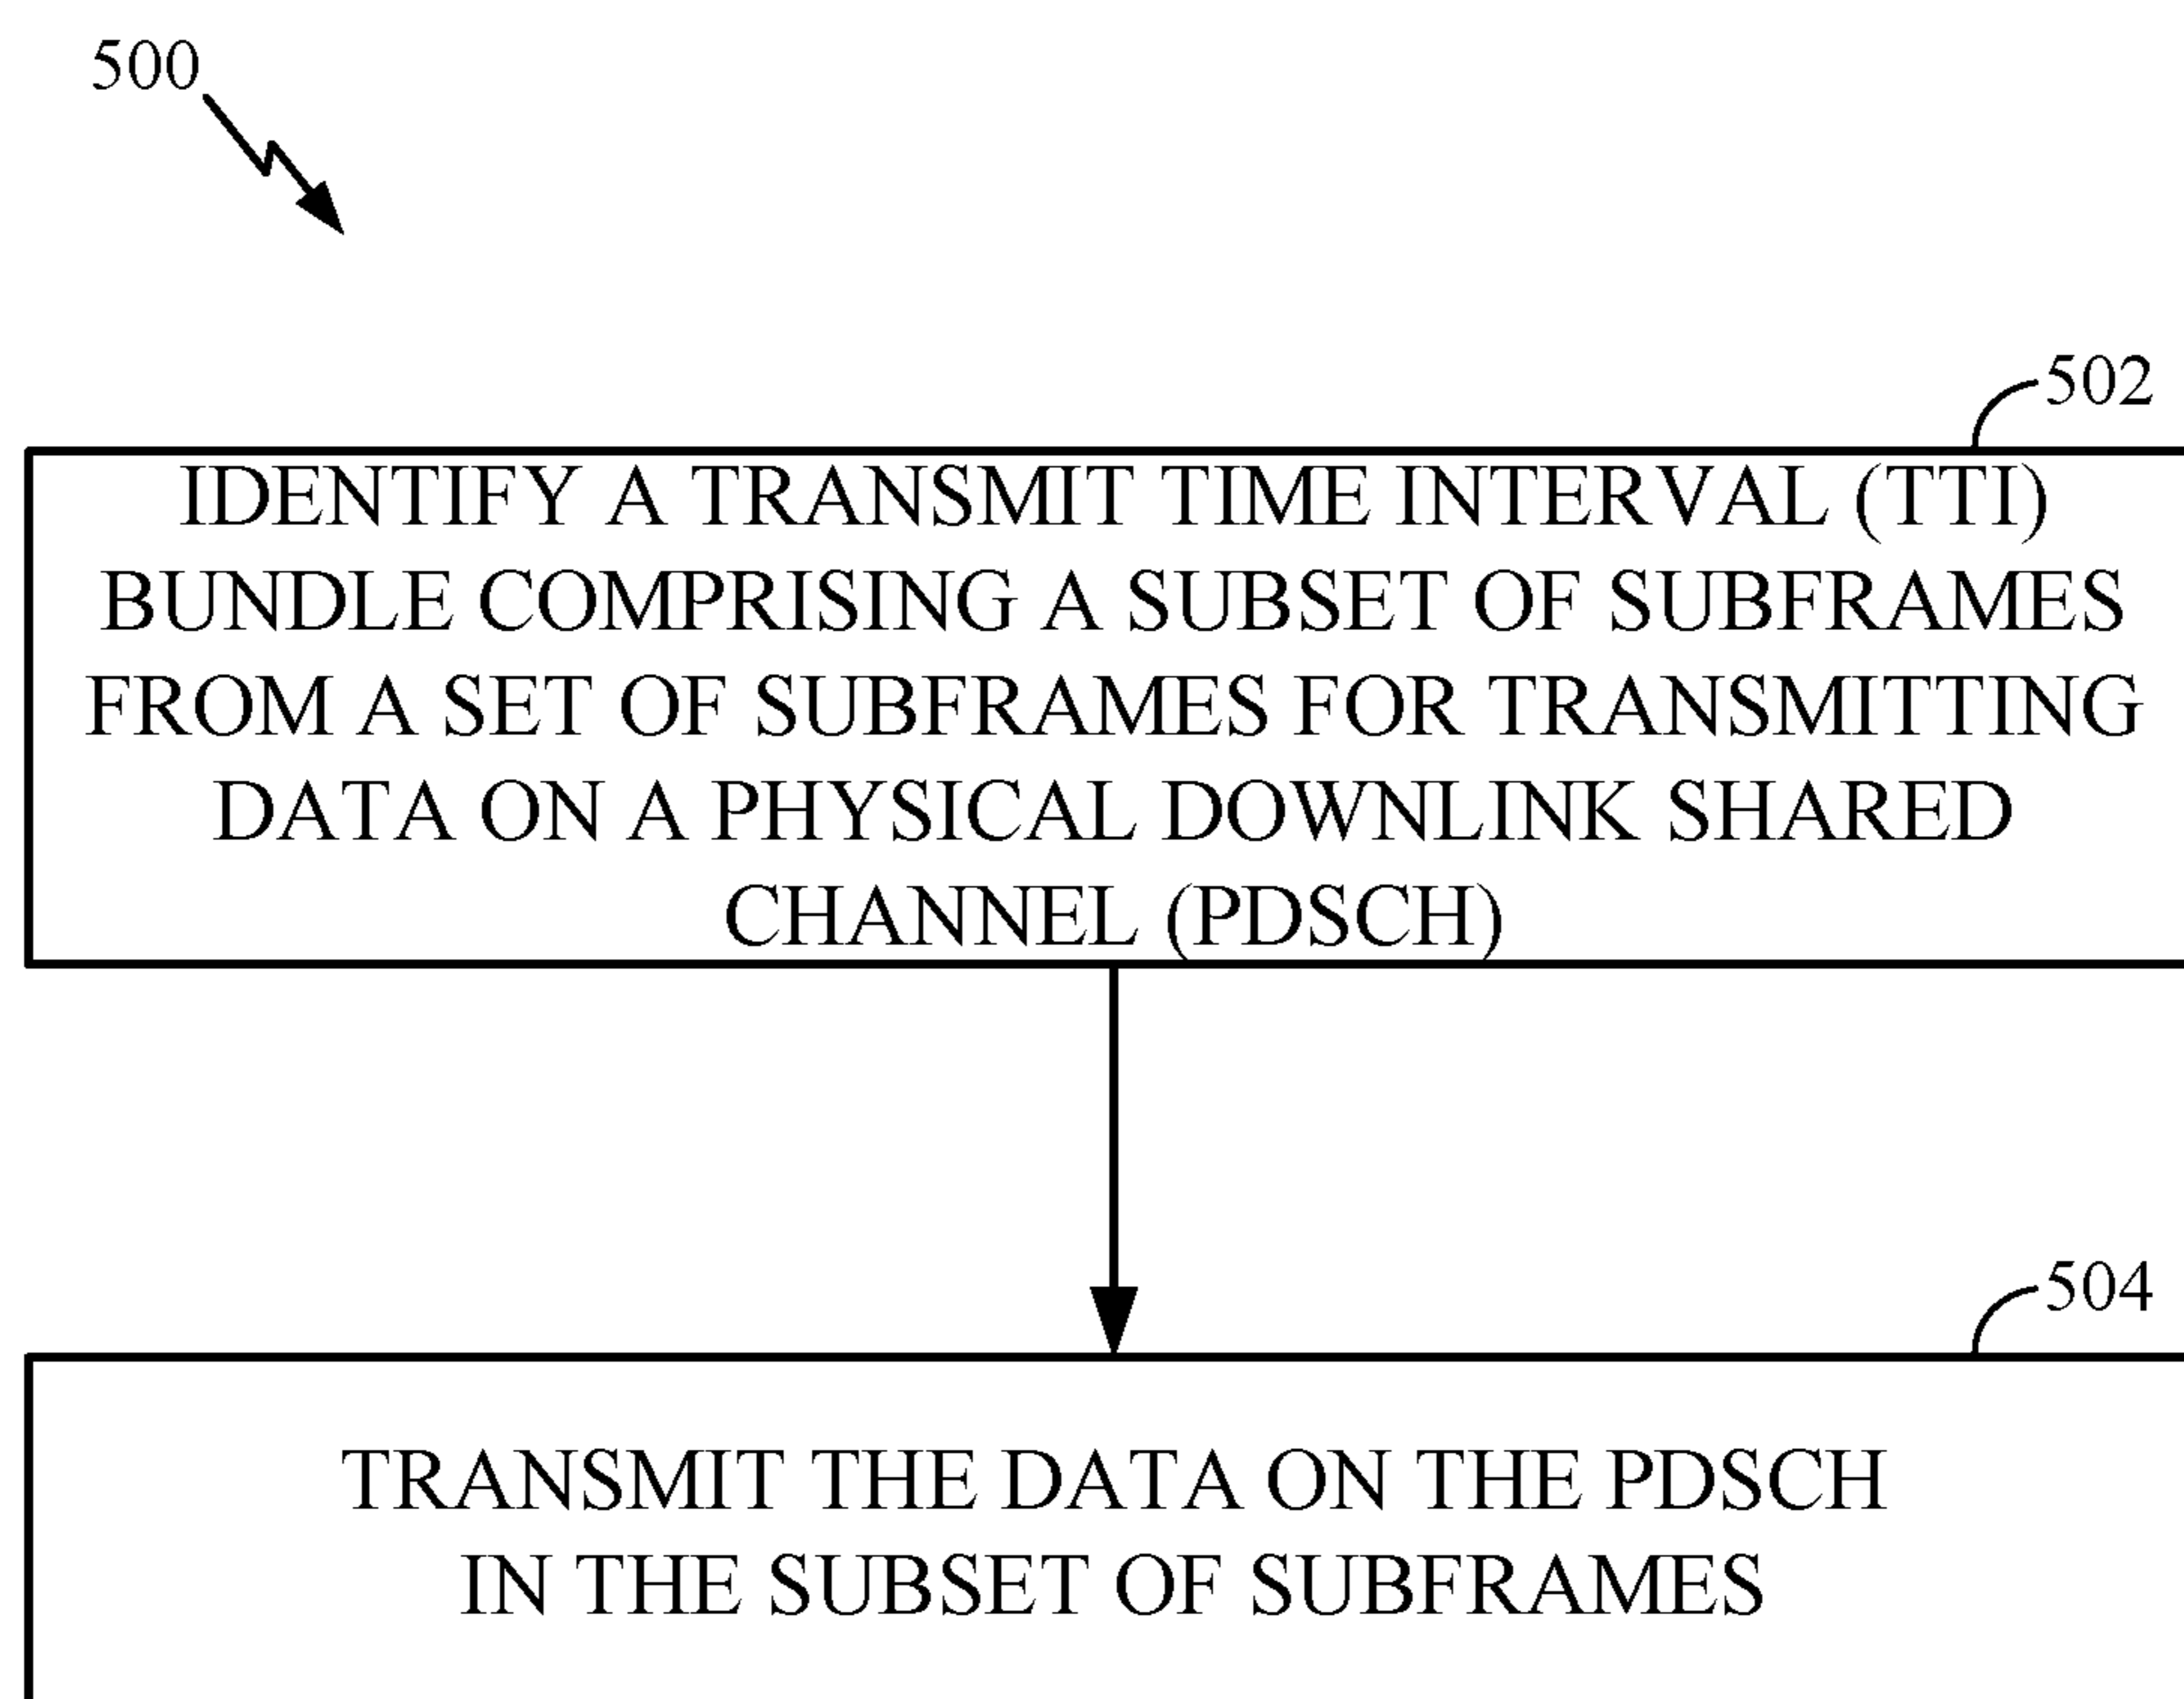 500
502
IDENTIFY A TRANSMIT TIME INTERVAL (TTI)
BUNDLE COMPRISING A SUBSET OF SUBFRAMES
FROM A SET OF SUBFRAMES FOR TRANSMITTING
DATA ON A PHYSICAL DOWNLINK SHARED
CHANNEL (PDSCH)
504
TRANSMIT THE DATA ON THE PDSCH
IN THE SUBSET OF SUBFRAMES